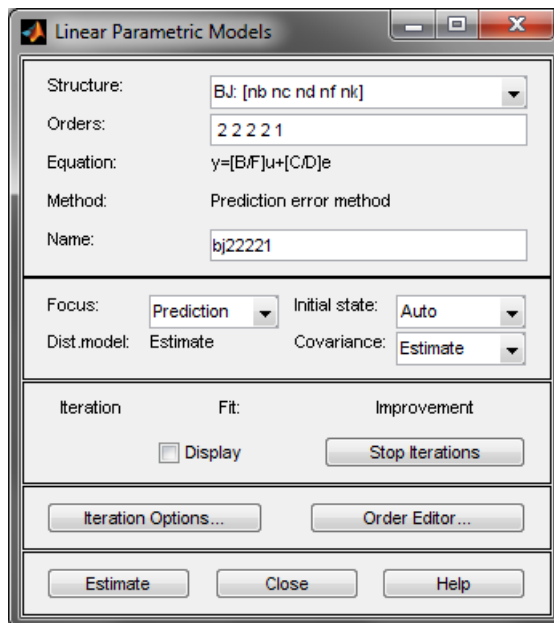 Linear Parametric Models
Structure: BJ: [nb nc nd nf nk]
Orders: 2 2 2 2 1
Equation: y=[B/F]u+[C/D]e
Method: Prediction error method
Name: bj22221
Focus: Prediction Initial state: Auto
Dist.model: Estimate Covariance: Estimate
Iteration Fit: Improvement
Display Stop Iterations
Iteration Options... Order Editor...
Estimate Close Help